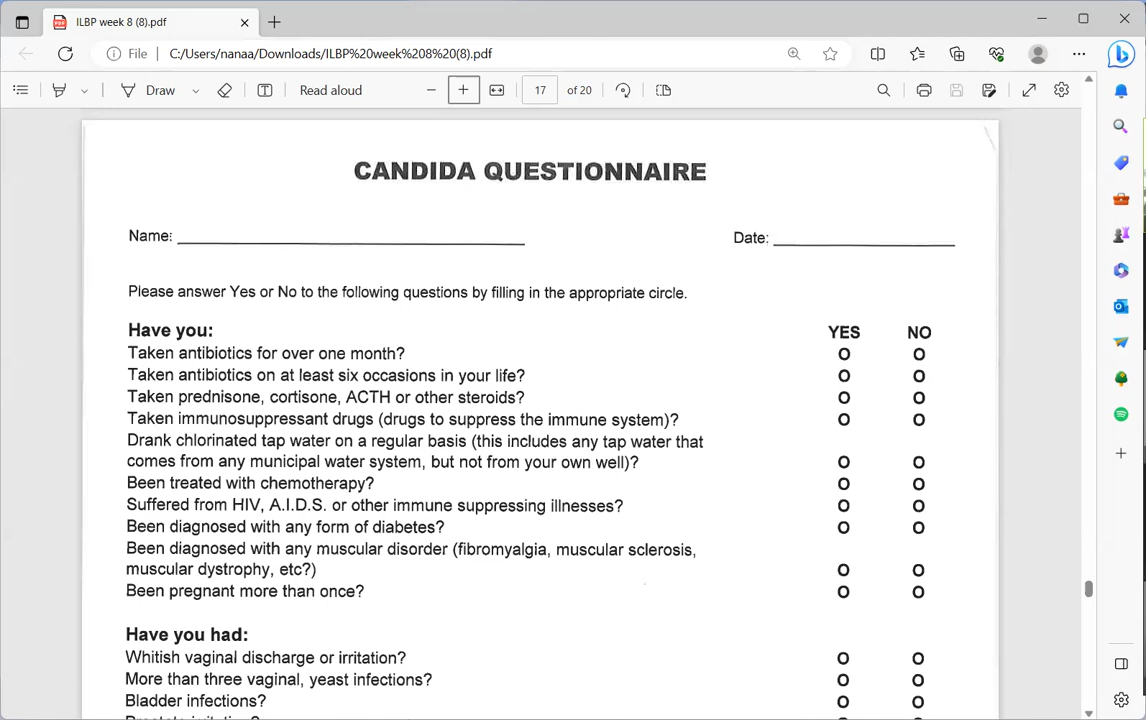 ILBP week 8 (8).pdf
File C:/Users/nanaa/Downloads/ILBP%20week%208%20(8).pdf
Draw Read aloud 17 of 20
CANDIDA QUESTIONNAIRE
Name: Date:
Please answer Yes or No to the following questions by filling in the appropriate circle.
Have you: YES NO
Taken antibiotics for over one month? O O
Taken antibiotics on at least six occasions in your life? O O
Taken prednisone, cortisone, ACTH or other steroids? O O
Taken immunosuppressant drugs (drugs to suppress the immune system)? O O
Drank chlorinated tap water on a regular basis (this includes any tap water that
comes from any municipal water system, but not from your own well)? O O
Been treated with chemotherapy? O O
Suffered from HIV, A.I.D.S. or other immune suppressing illnesses? O O
Been diagnosed with any form of diabetes? O O
Been diagnosed with any muscular disorder (fibromyalgia, muscular sclerosis,
muscular dystrophy, etc?) O O
Been pregnant more than once? O O
Have you had:
Whitish vaginal discharge or irritation? O O
More than three vaginal, yeast infections? O O
Bladder infections? O O